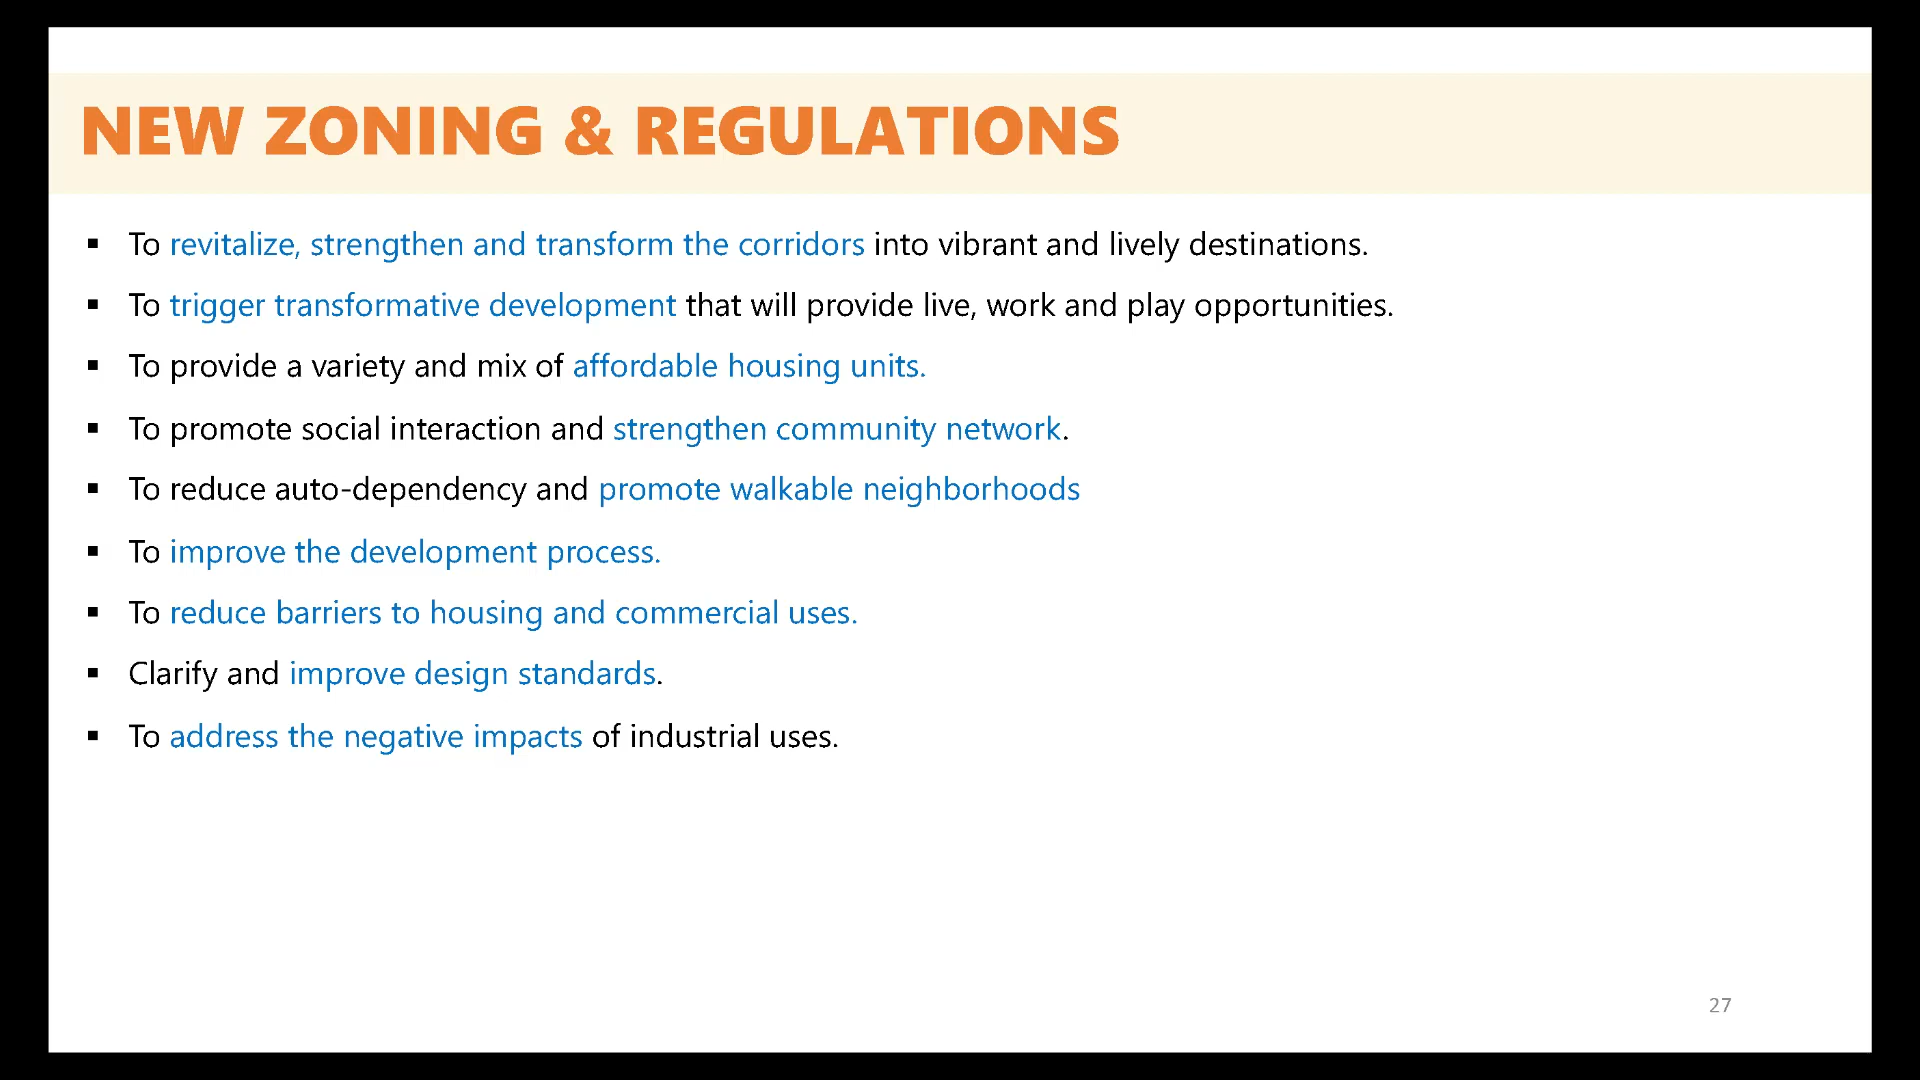 NEW ZONING & REGULATIONS
▪ To revitalize, strengthen and transform the corridors into vibrant and lively destinations.
▪ To trigger transformative development that will provide live, work and play opportunities.
▪ To provide a variety and mix of affordable housing units.
▪ To promote social interaction and strengthen community network.
▪ To reduce auto-dependency and promote walkable neighborhoods
▪ To improve the development process.
▪ To reduce barriers to housing and commercial uses.
▪ Clarify and improve design standards.
▪ To address the negative impacts of industrial uses.
27